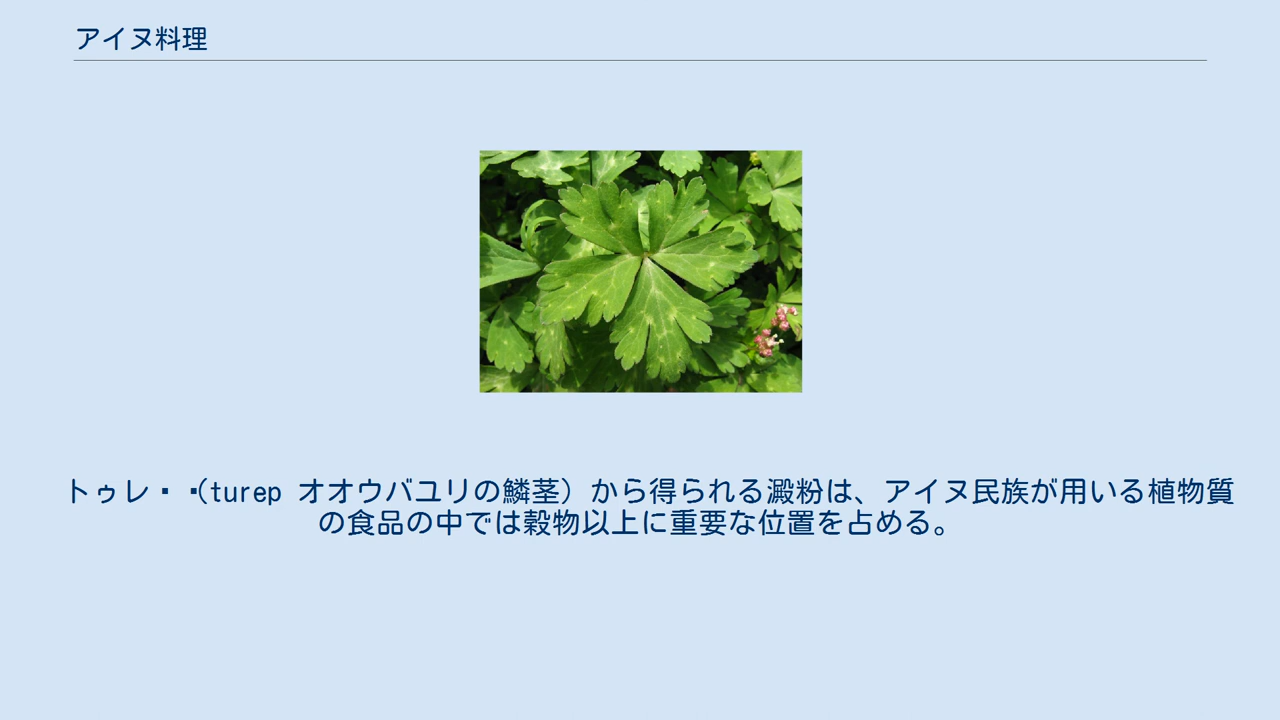 アイヌ料理
トゥレ・・(turep オオウバユリの鱗茎）から得られる澱粉は、アイヌ民族が用いる植物質
の食品の中では穀物以上に重要な位置を占める。